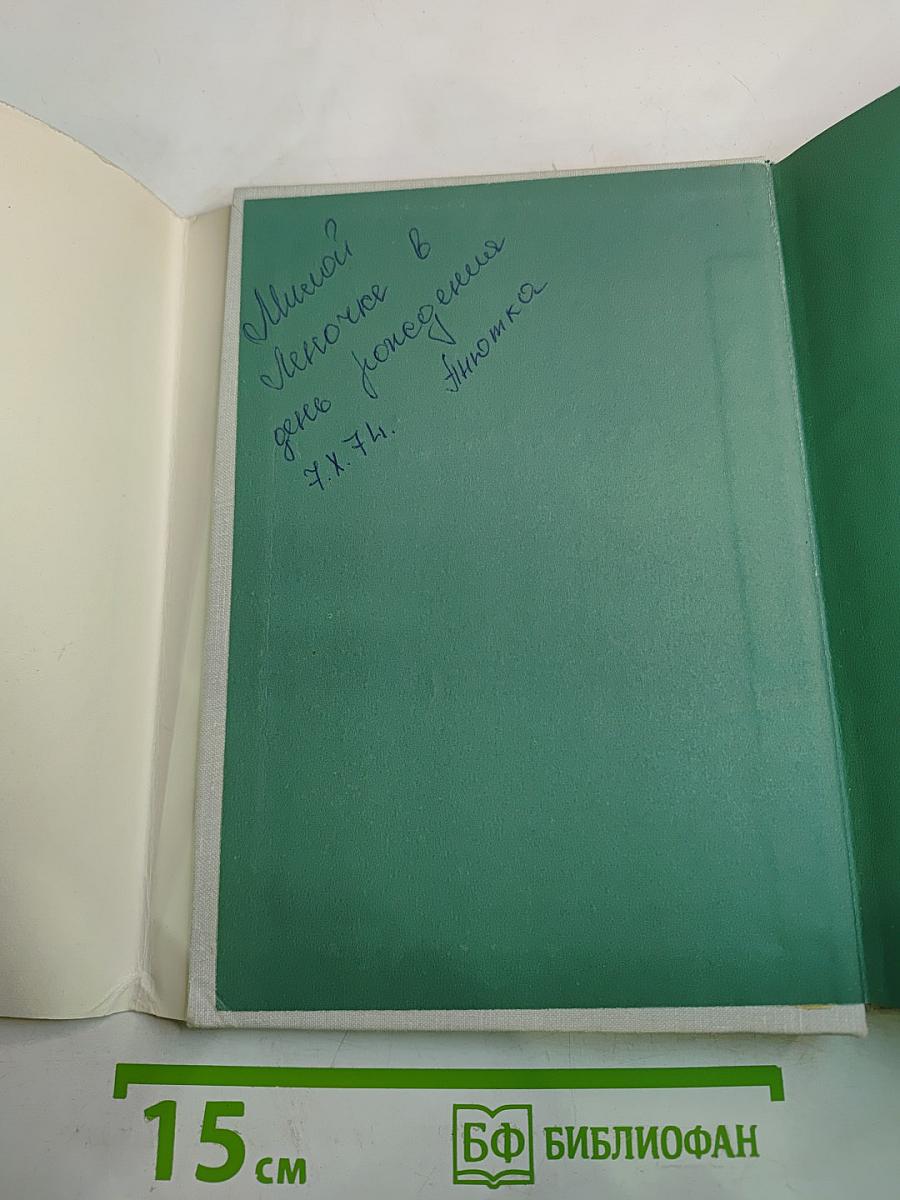 Милой
Леночке в
день рождения
7.X.74. Анютка
15 см
БФ БИБЛИОФАН